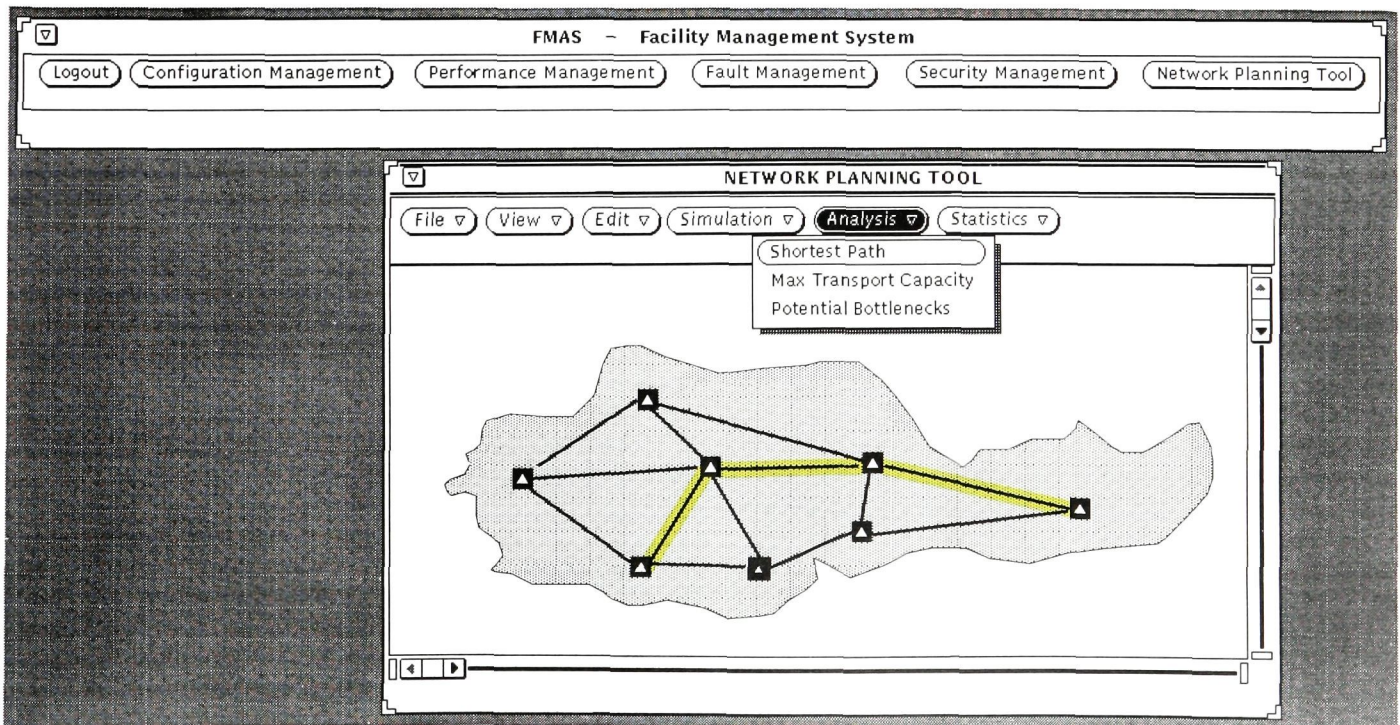 FMAS – Facility Management System
Logout Configuration Management Performance Management Fault Management Security Management Network Planning Tool
NETWORK PLANNING TOOL
File View Edit Simulation Analysis Statistics
Shortest Path
Max Transport Capacity
Potential Bottlenecks